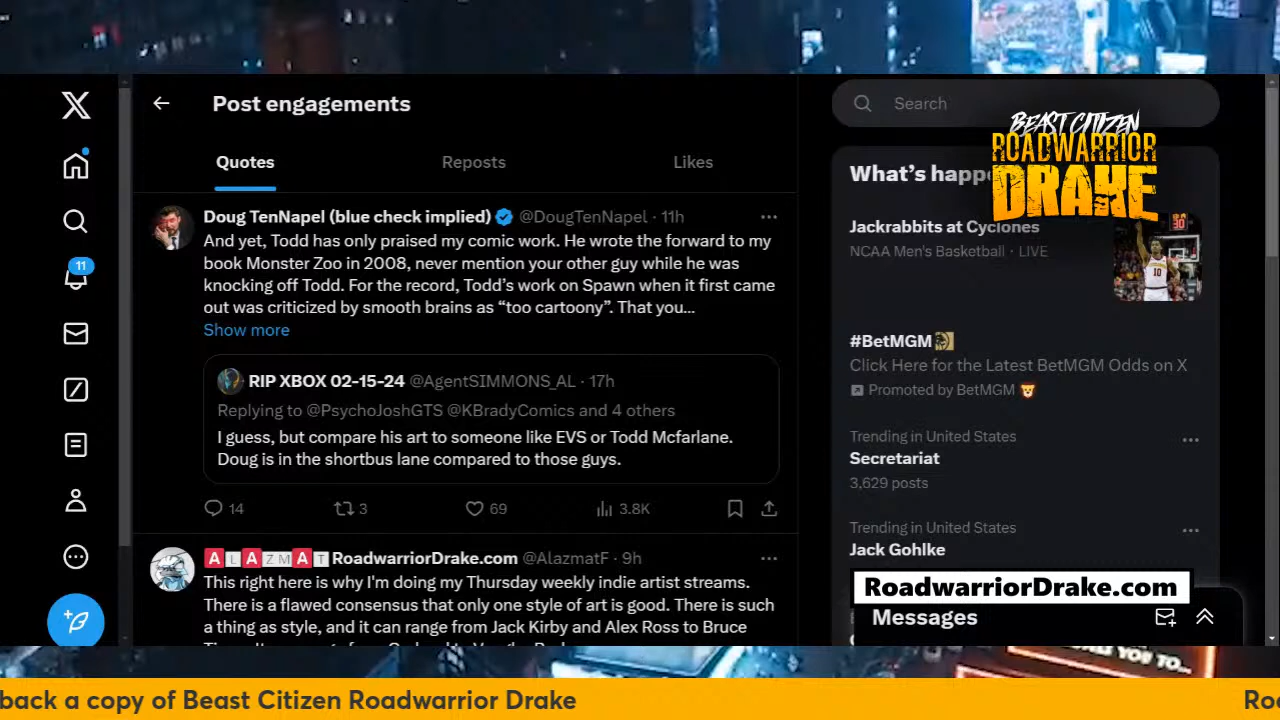 Post engagements
Quotes
Reposts
Likes
Doug TenNapel (blue check implied) @DougTenNapel · 11h
And yet, Todd has only praised my comic work. He wrote the forward to my
book Monster Zoo in 2008, never mention your other guy while he was
knocking off Todd. For the record, Todd’s work on Spawn when it first came
out was criticized by smooth brains as “too cartoony”. That you...
Show more
RIP XBOX 02-15-24 @AgentSIMMONS_AL · 17h
Replying to @PsychoJoshGTS @KBradyComics and 4 others
I guess, but compare his art to someone like EVS or Todd Mcfarlane.
Doug is in the shortbus lane compared to those guys.
14
3
69
3.8K
🅰🄻🅰🅉🄼🅰🅃 RoadwarriorDrake.com @AlazmatF · 9h
This right here is why I'm doing my Thursday weekly indie artist streams.
There is a flawed consensus that only one style of art is good. There is such
a thing as style, and it can range from Jack Kirby and Alex Ross to Bruce
11
Search
BEAST CITIZEN
ROADWARRIOR
DRAKE
What’s happ
Jackrabbits at Cyclones
NCAA Men's Basketball · LIVE
30
10
#BetMGM
Click Here for the Latest BetMGM Odds on X
Promoted by BetMGM
Trending in United States
Secretariat
3,629 posts
Trending in United States
Jack Gohlke
RoadwarriorDrake.com
Messages
YOU TO...
back a copy of Beast Citizen Roadwarrior Drake
Roa